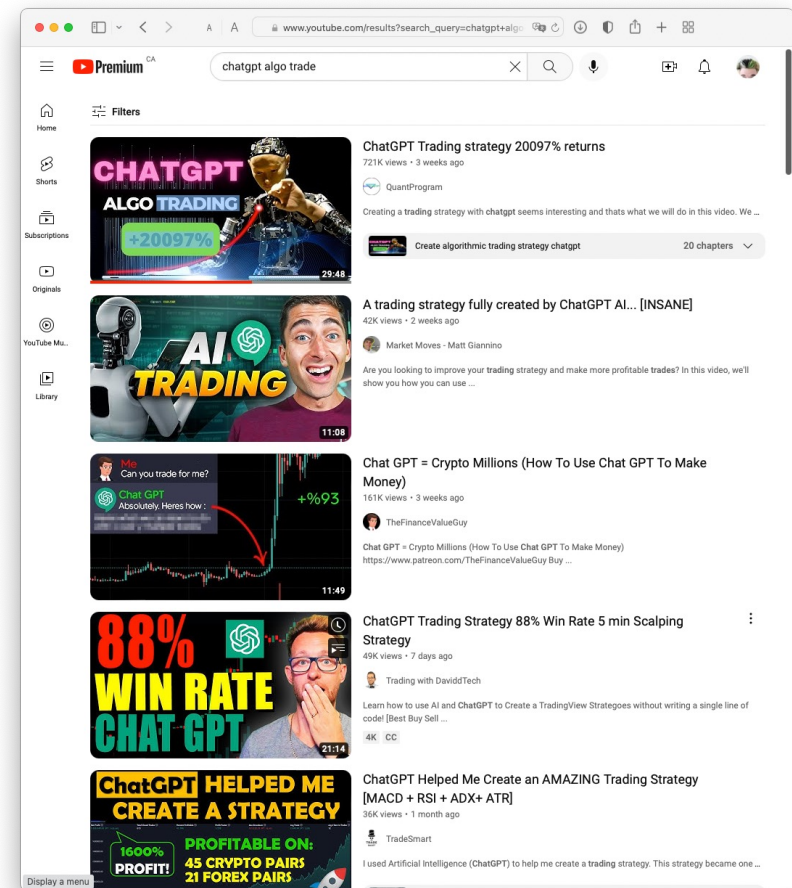 A A www.youtube.com/results?search_query=chatgpt+algo
Premium CA
chatgpt algo trade
Home
Shorts
Subscriptions
Originals
YouTube Mu...
Library
Filters
CHATGPT
ALGO TRADING
+20097%
29:48
ChatGPT Trading strategy 20097% returns
721K views • 3 weeks ago
QuantProgram
Creating a trading strategy with chatgpt seems interesting and thats what we will do in this video. We ...
Create algorithmic trading strategy chatgpt 20 chapters
AI
TRADING
11:08
A trading strategy fully created by ChatGPT AI... [INSANE]
42K views • 2 weeks ago
Market Moves - Matt Giannino
Are you looking to improve your trading strategy and make more profitable trades? In this video, we'll
show you how you can use ...
Me
Can you trade for me?
Chat GPT
Absolutely. Heres how :
+%93
11:49
Chat GPT = Crypto Millions (How To Use Chat GPT To Make
Money)
161K views • 3 weeks ago
TheFinanceValueGuy
Chat GPT = Crypto Millions (How To Use Chat GPT To Make Money)
https://www.patreon.com/TheFinanceValueGuy Buy ...
88%
WIN RATE
CHAT GPT
21:14
ChatGPT Trading Strategy 88% Win Rate 5 min Scalping
Strategy
49K views • 7 days ago
Trading with DaviddTech
Learn how to use AI and ChatGPT to Create a TradingView Strategoes without writing a single line of
code! [Best Buy Sell ...
4K CC
ChatGPT HELPED ME
CREATE A STRATEGY
1600%
PROFIT!
PROFITABLE ON:
45 CRYPTO PAIRS
21 FOREX PAIRS
ChatGPT Helped Me Create an AMAZING Trading Strategy
[MACD + RSI + ADX+ ATR]
36K views • 1 month ago
TradeSmart
I used Artificial Intelligence (ChatGPT) to help me create a trading strategy. This strategy became one ...
Display a menu